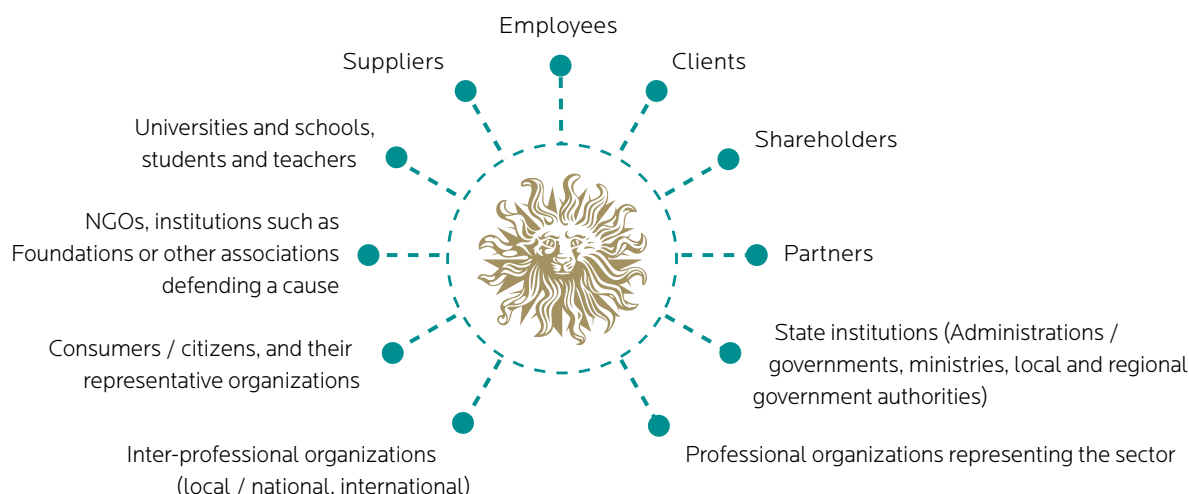 Employees
Suppliers
Clients
Universities and schools,
students and teachers
Shareholders
NGOs, institutions such as
Foundations or other associations
defending a cause
Partners
Consumers / citizens, and their
representative organizations
State institutions (Administrations /
governments, ministries, local and regional
government authorities)
Inter-professional organizations
(local / national, international)
Professional organizations representing the sector